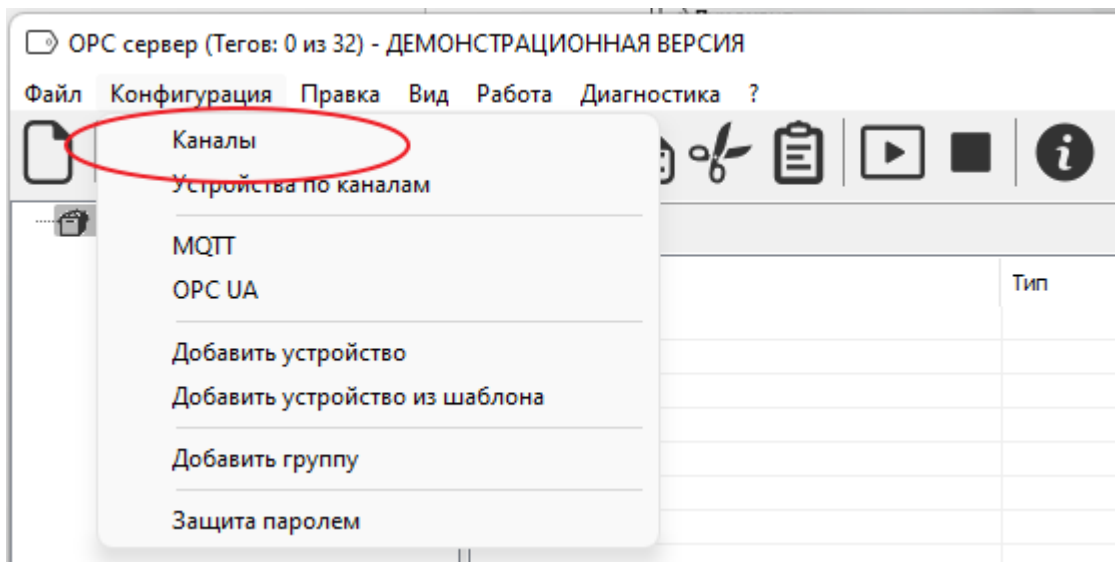 ОРС сервер (Тегов: 0 из 32) - ДЕМОНСТРАЦИОННАЯ ВЕРСИЯ
Файл Конфигурация Правка Вид Работа Диагностика ?
Каналы
Устройства по каналам
MQTT
OPC UA
Тип
Добавить устройство
Добавить устройство из шаблона
Добавить группу
Защита паролем